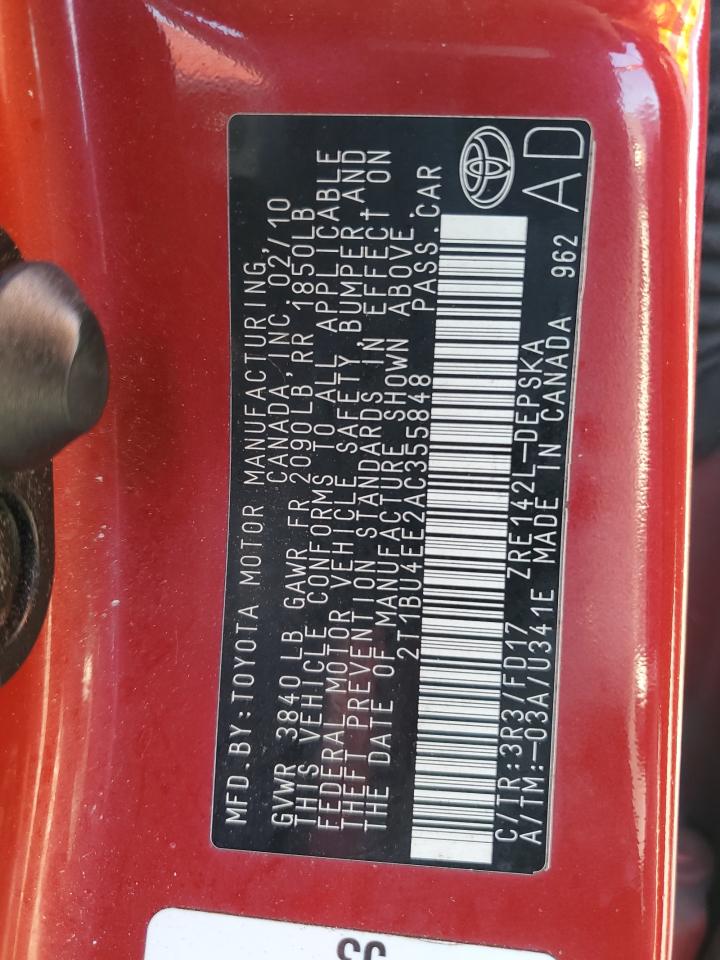 MFD.BY:TOYOTA MOTOR MANUFACTURING,
CANADA,INC.02/10
GVWR 3840 LB GAWR FR 2090LB,RR 1850LB
THIS VEHICLE CONFORMS TO ALL APPLICABLE
FEDERAL MOTOR VEHICLE SAFETY, BUMPER,AND
THEFT PREVENTION STANDARDS IN EFFECT ON
THE DATE OF MANUFACTURE SHOWN ABOVE.
2T1BU4EE2AC355848 PASS.CAR
C/TR:3R3/FD17 ZRE142L-DEPSKA
A/TM:-03A/U341E MADE IN CANADA 962
AD